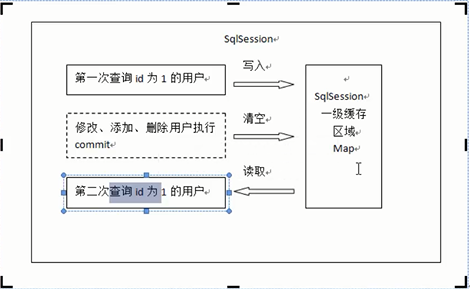 SqlSession
第一次查询 id 为 1 的用户
写入
修改、添加、删除用户执行
commit
清空
第二次查询 id 为 1 的用户
读取
SqlSession
一级缓存
区域
Map